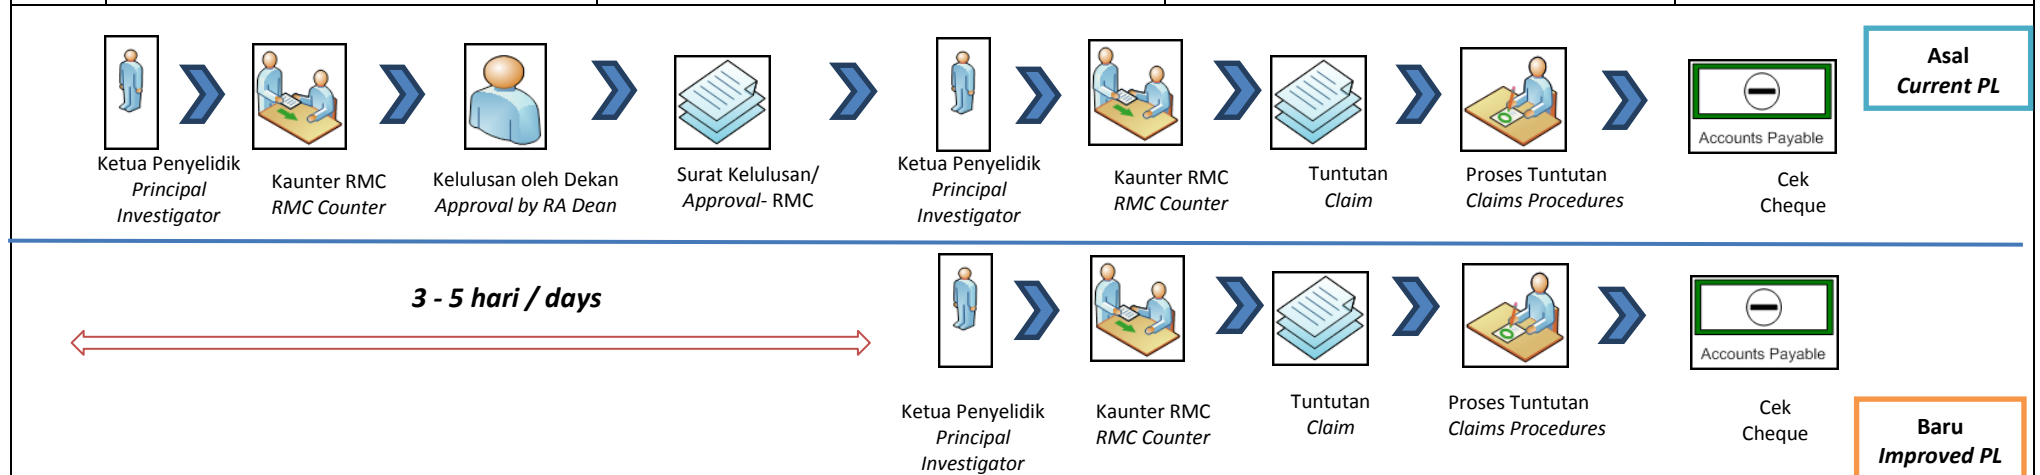 Asal
Current PL
Accounts Payable
Ketua Penyelidik
Principal
Investigator
Kaunter RMC
RMC Counter
Kelulusan oleh Dekan
Approval by RA Dean
Surat Kelulusan/
Approval- RMC
Ketua Penyelidik
Principal
Investigator
Kaunter RMC
RMC Counter
Tuntutan
Claim
Proses Tuntutan
Claims Procedures
Cek
Cheque
3 - 5 hari / days
Accounts Payable
Ketua Penyelidik
Principal
Investigator
Kaunter RMC
RMC Counter
Tuntutan
Claim
Proses Tuntutan
Claims Procedures
Cek
Cheque
Baru
Improved PL